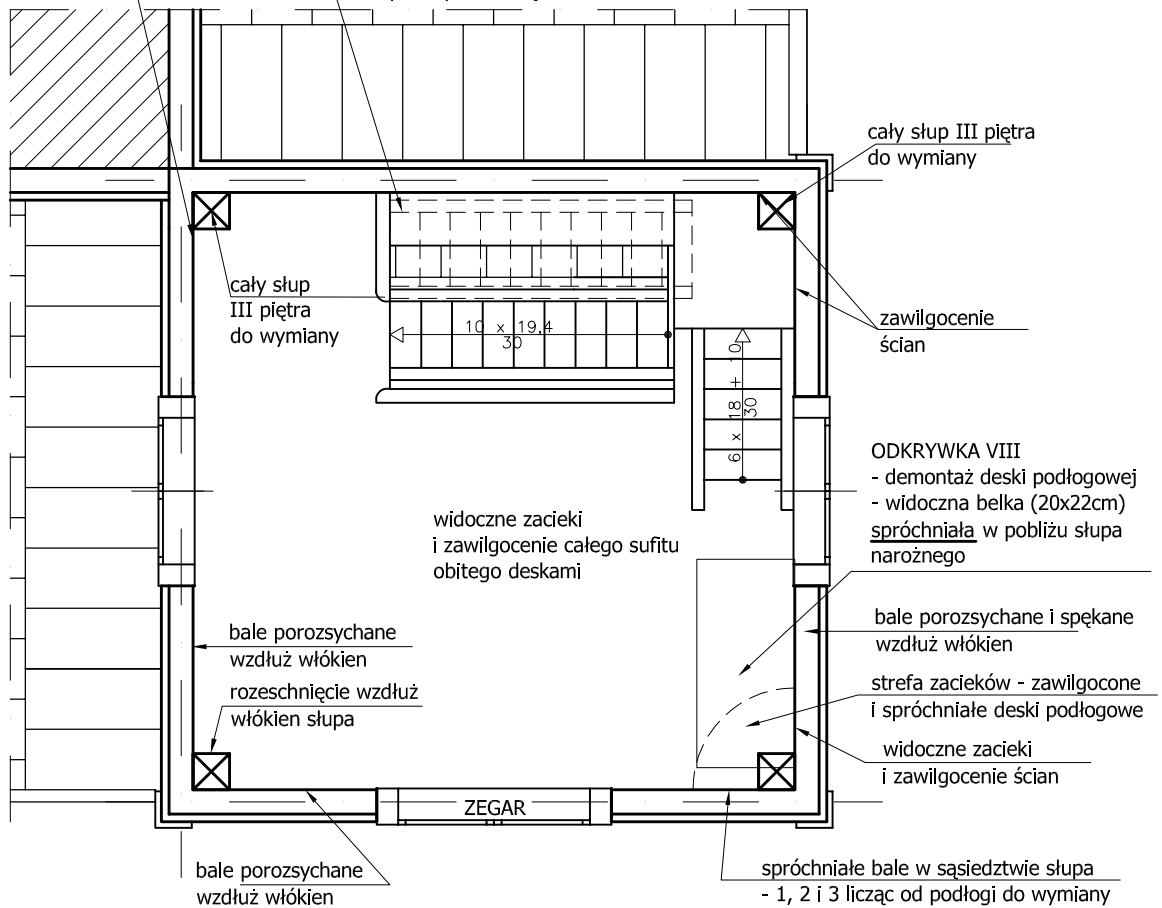 cały słup III piętra
do wymiany
cały słup
III piętra
do wymiany
10 x 19,4
30
zawilgocenie
ścian
6 x 18 + 10
30
ODKRYWKA VIII
- demontaż deski podłogowej
- widoczna belka (20x22cm)
spróchniała w pobliżu słupa
narożnego
widoczne zacieki
i zawilgocenie całego sufitu
obitego deskami
bale porozsychane i spękane
wzdłuż włókien
bale porozsychane
wzdłuż włókien
rozeschnięcie wzdłuż
włókien słupa
strefa zacieków - zawilgocone
i spróchniałe deski podłogowe
widoczne zacieki
i zawilgocenie ścian
ZEGAR
bale porozsychane
wzdłuż włókien
spróchniałe bale w sąsiedztwie słupa
- 1, 2 i 3 licząc od podłogi do wymiany